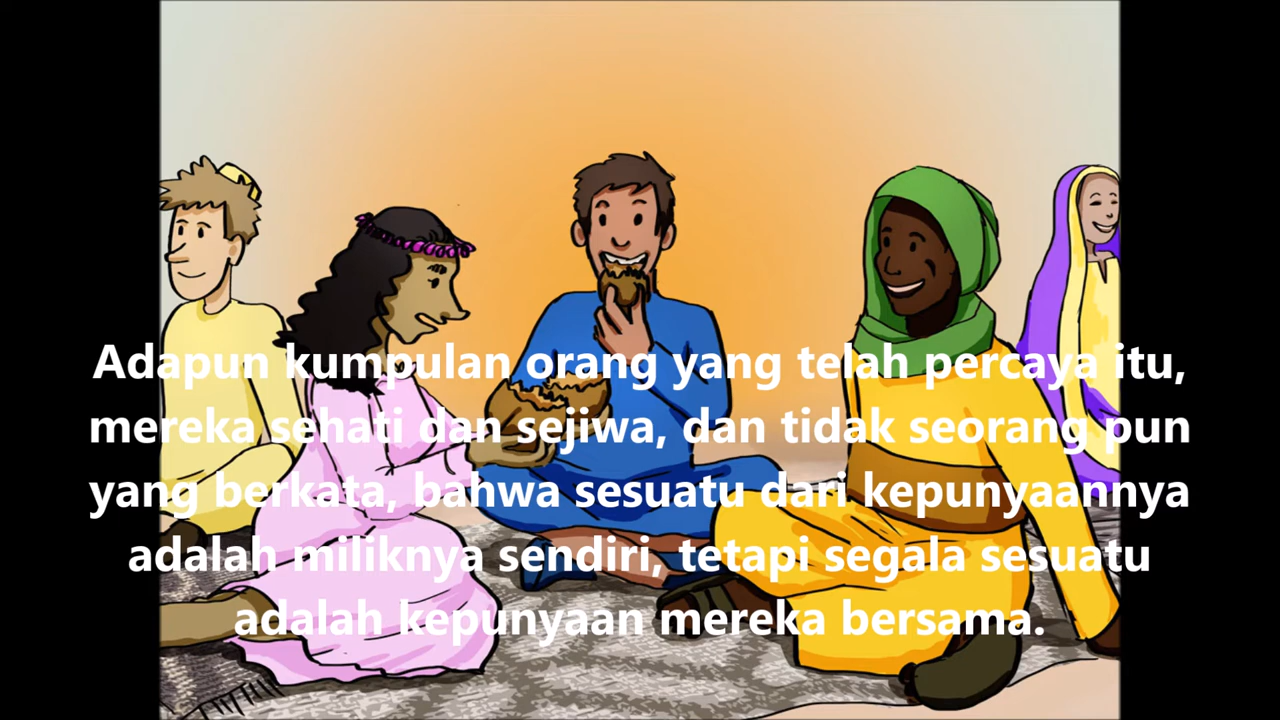 Adapun kumpulan orang yang telah percaya itu,
mereka sehati dan sejiwa, dan tidak seorang pun
yang berkata, bahwa sesuatu dari kepunyaannya
adalah miliknya sendiri, tetapi segala sesuatu
adalah kepunyaan mereka bersama.